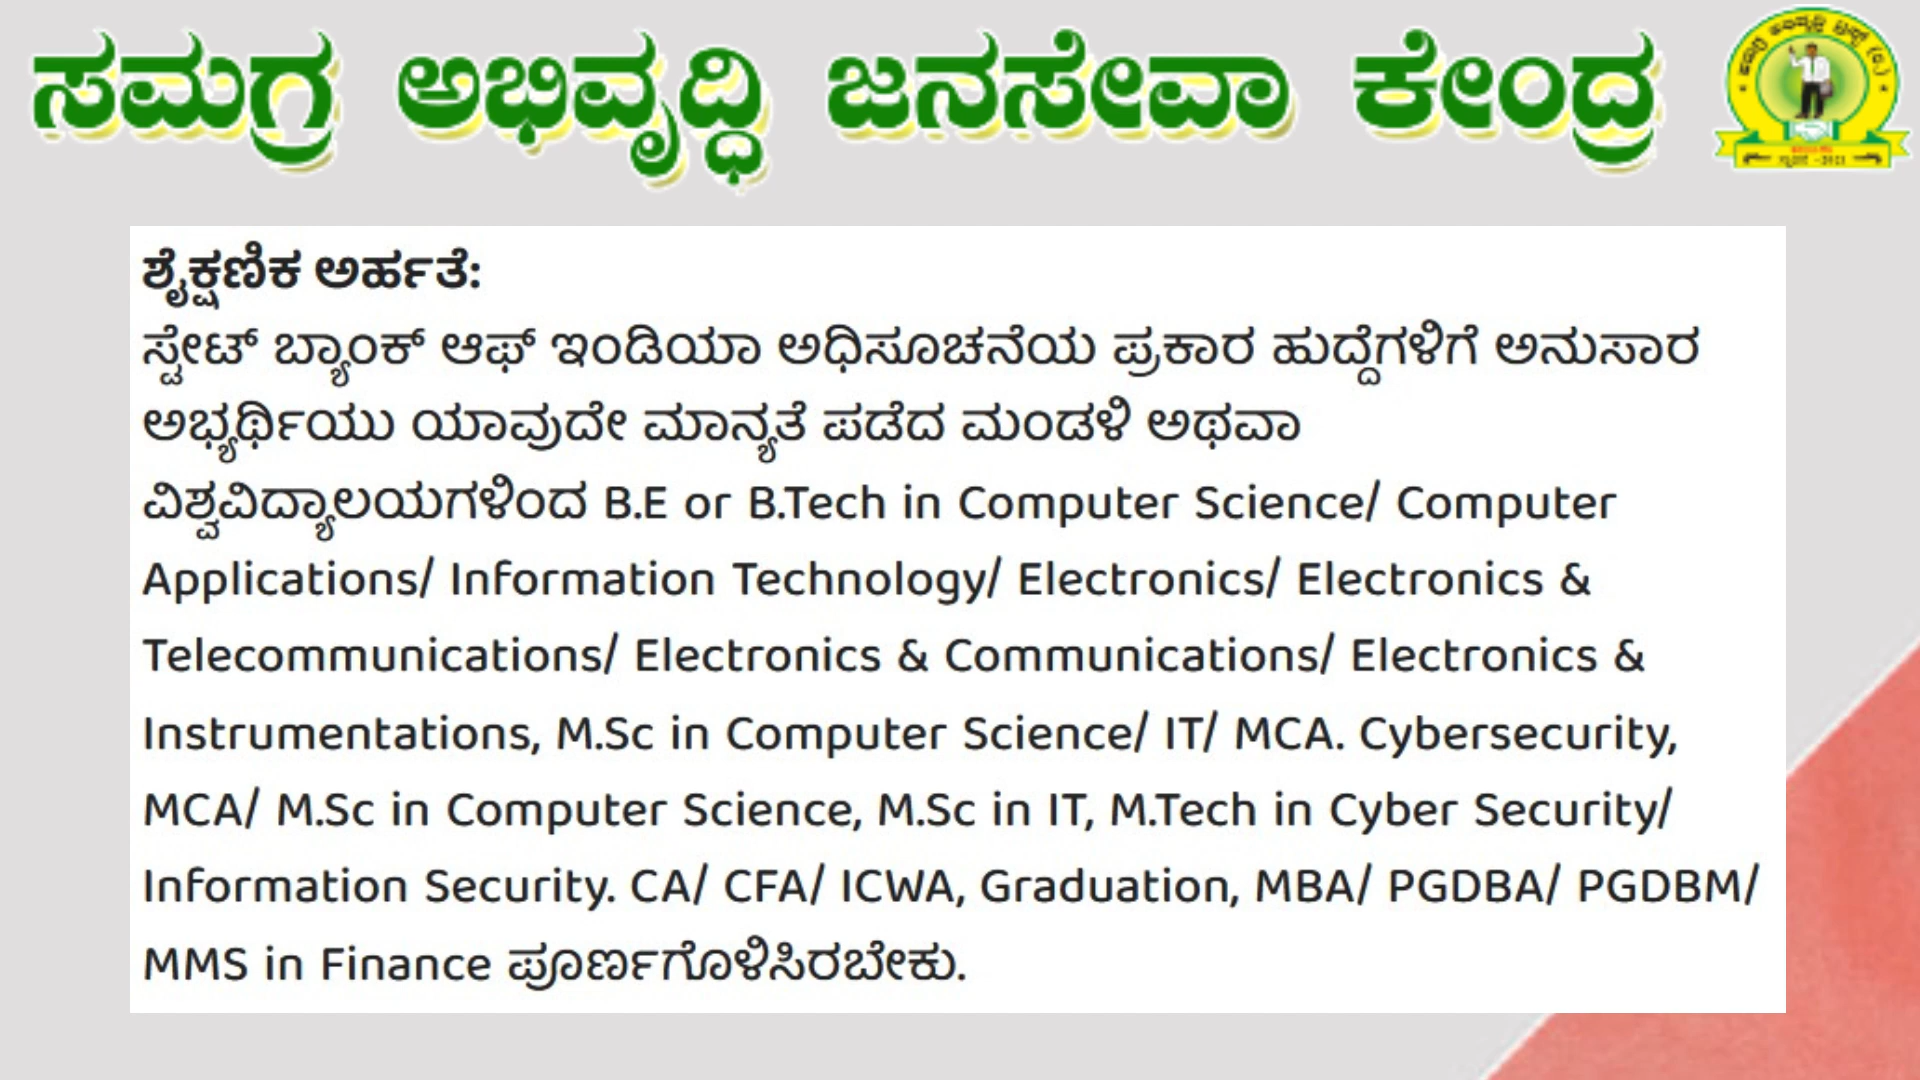 ಸಮಗ್ರ ಅಭಿವೃದ್ಧಿ ಜನಸೇವಾ ಕೇಂದ್ರ
ಶೈಕ್ಷಣಿಕ ಅರ್ಹತೆ:
ಸ್ಟೇಟ್ ಬ್ಯಾಂಕ್ ಆಫ್ ಇಂಡಿಯಾ ಅಧಿಸೂಚನೆಯ ಪ್ರಕಾರ ಹುದ್ದೆಗಳಿಗೆ ಅನುಸಾರ
ಅಭ್ಯರ್ಥಿಯು ಯಾವುದೇ ಮಾನ್ಯತೆ ಪಡೆದ ಮಂಡಳಿ ಅಥವಾ
ವಿಶ್ವವಿದ್ಯಾಲಯಗಳಿಂದ B.E or B.Tech in Computer Science/ Computer
Applications/ Information Technology/ Electronics/ Electronics &
Telecommunications/ Electronics & Communications/ Electronics &
Instrumentations, M.Sc in Computer Science/ IT/ MCA. Cybersecurity,
MCA/ M.Sc in Computer Science, M.Sc in IT, M.Tech in Cyber Security/
Information Security. CA/ CFA/ ICWA, Graduation, MBA/ PGDBA/ PGDBM/
MMS in Finance ಪೂರ್ಣಗೊಳಿಸಿರಬೇಕು.